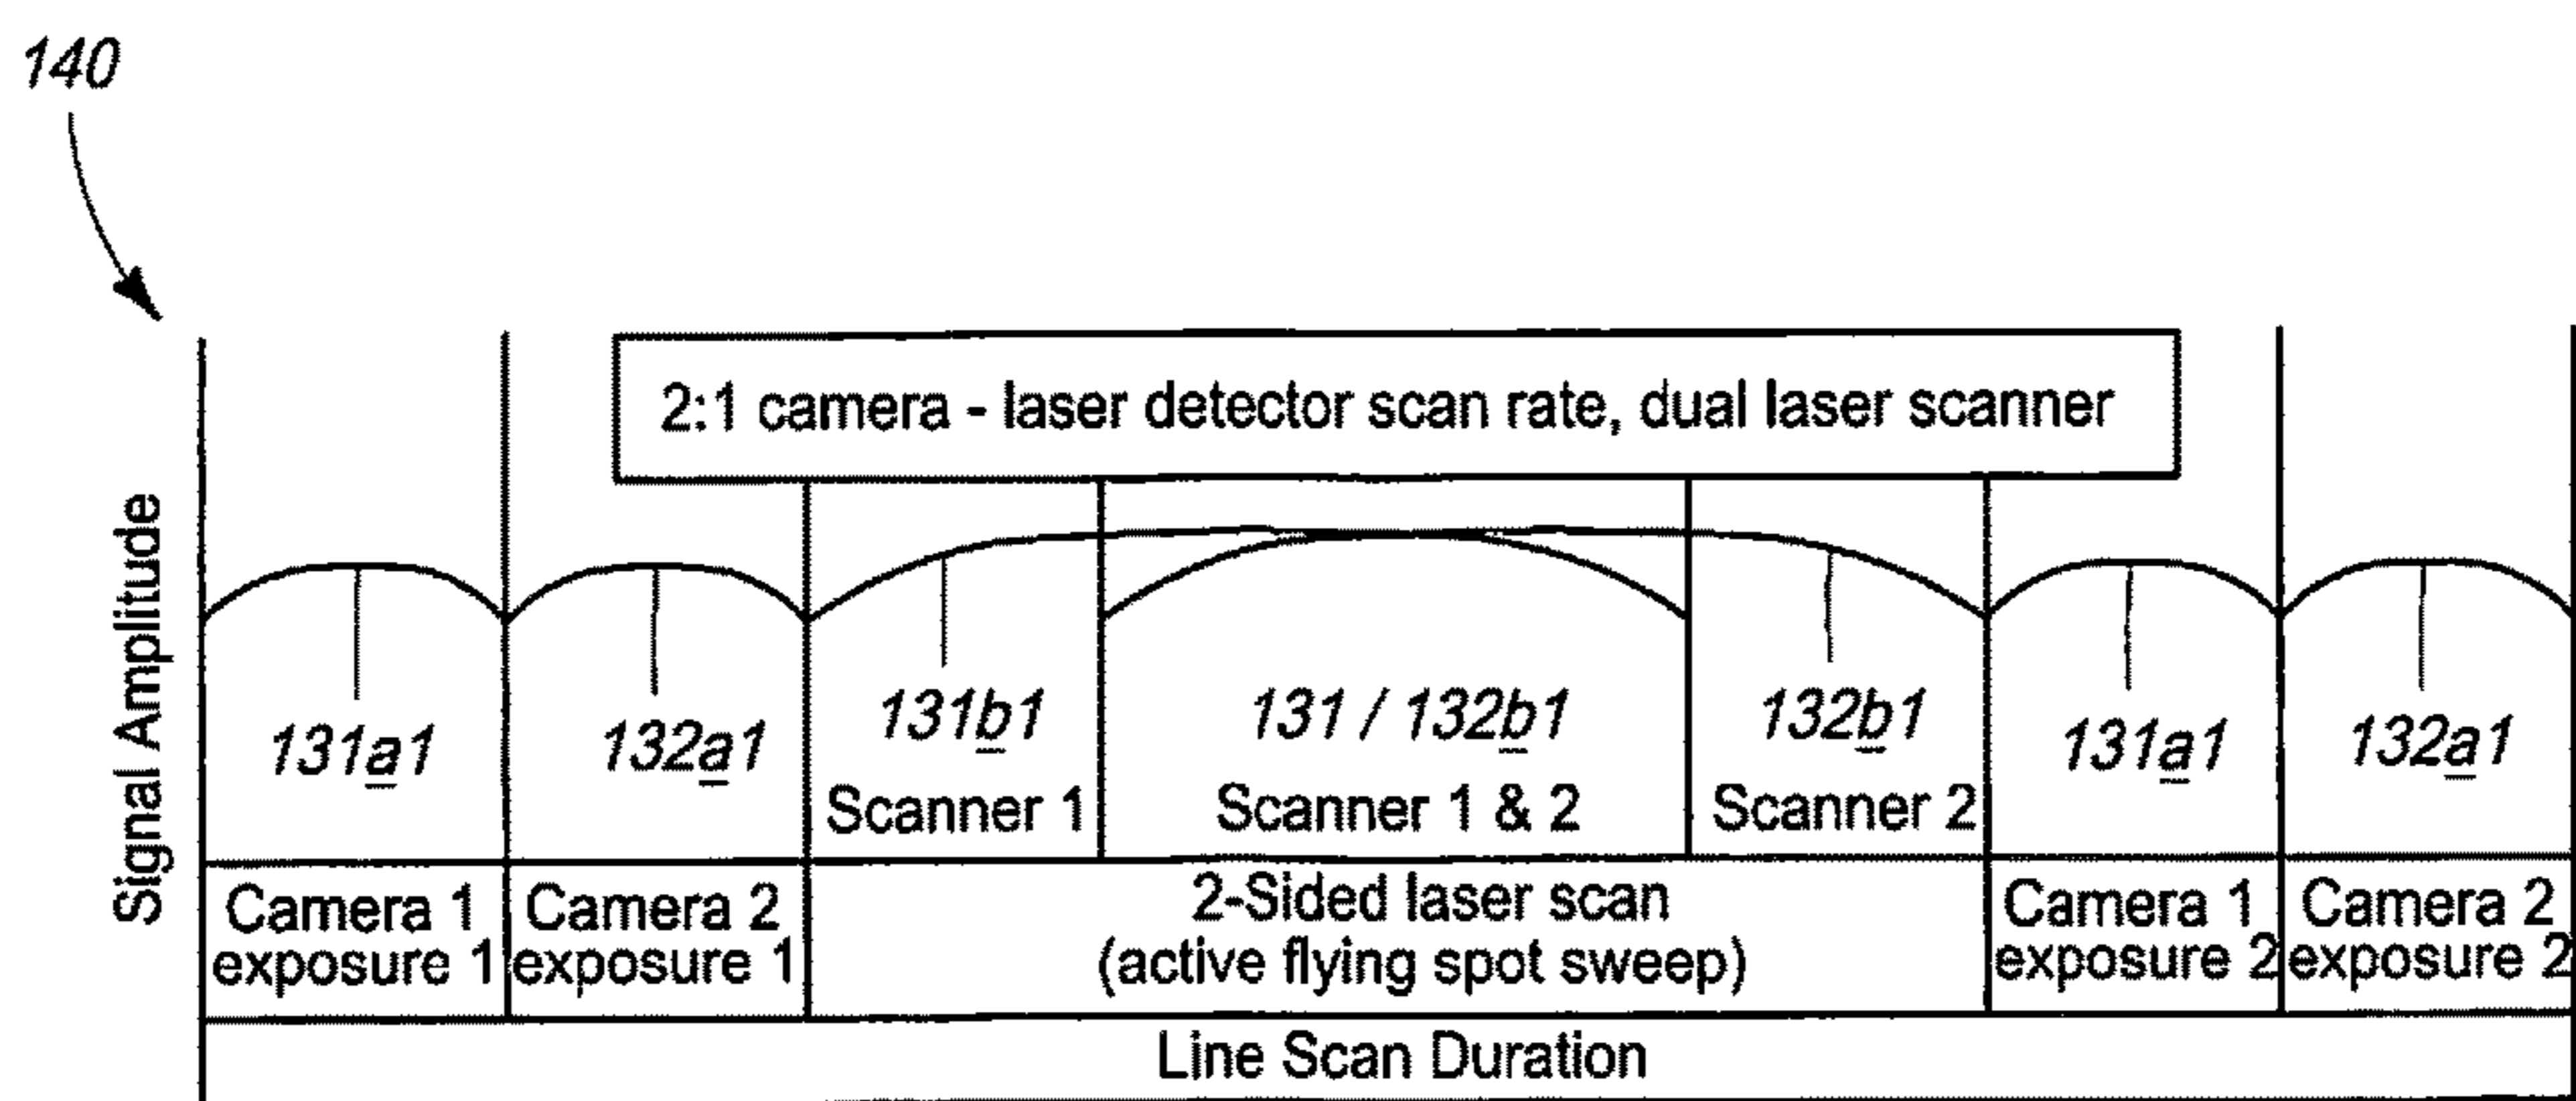 140
2:1 camera - laser detector scan rate, dual laser scanner
Signal Amplitude
131a1
132a1
131b1
131 / 132b1
132b1
131a1
132a1
Scanner 1
Scanner 1 & 2
Scanner 2
Camera 1
exposure 1
Camera 2
exposure 1
2-Sided laser scan
(active flying spot sweep)
Camera 1
exposure 2
Camera 2
exposure 2
Line Scan Duration